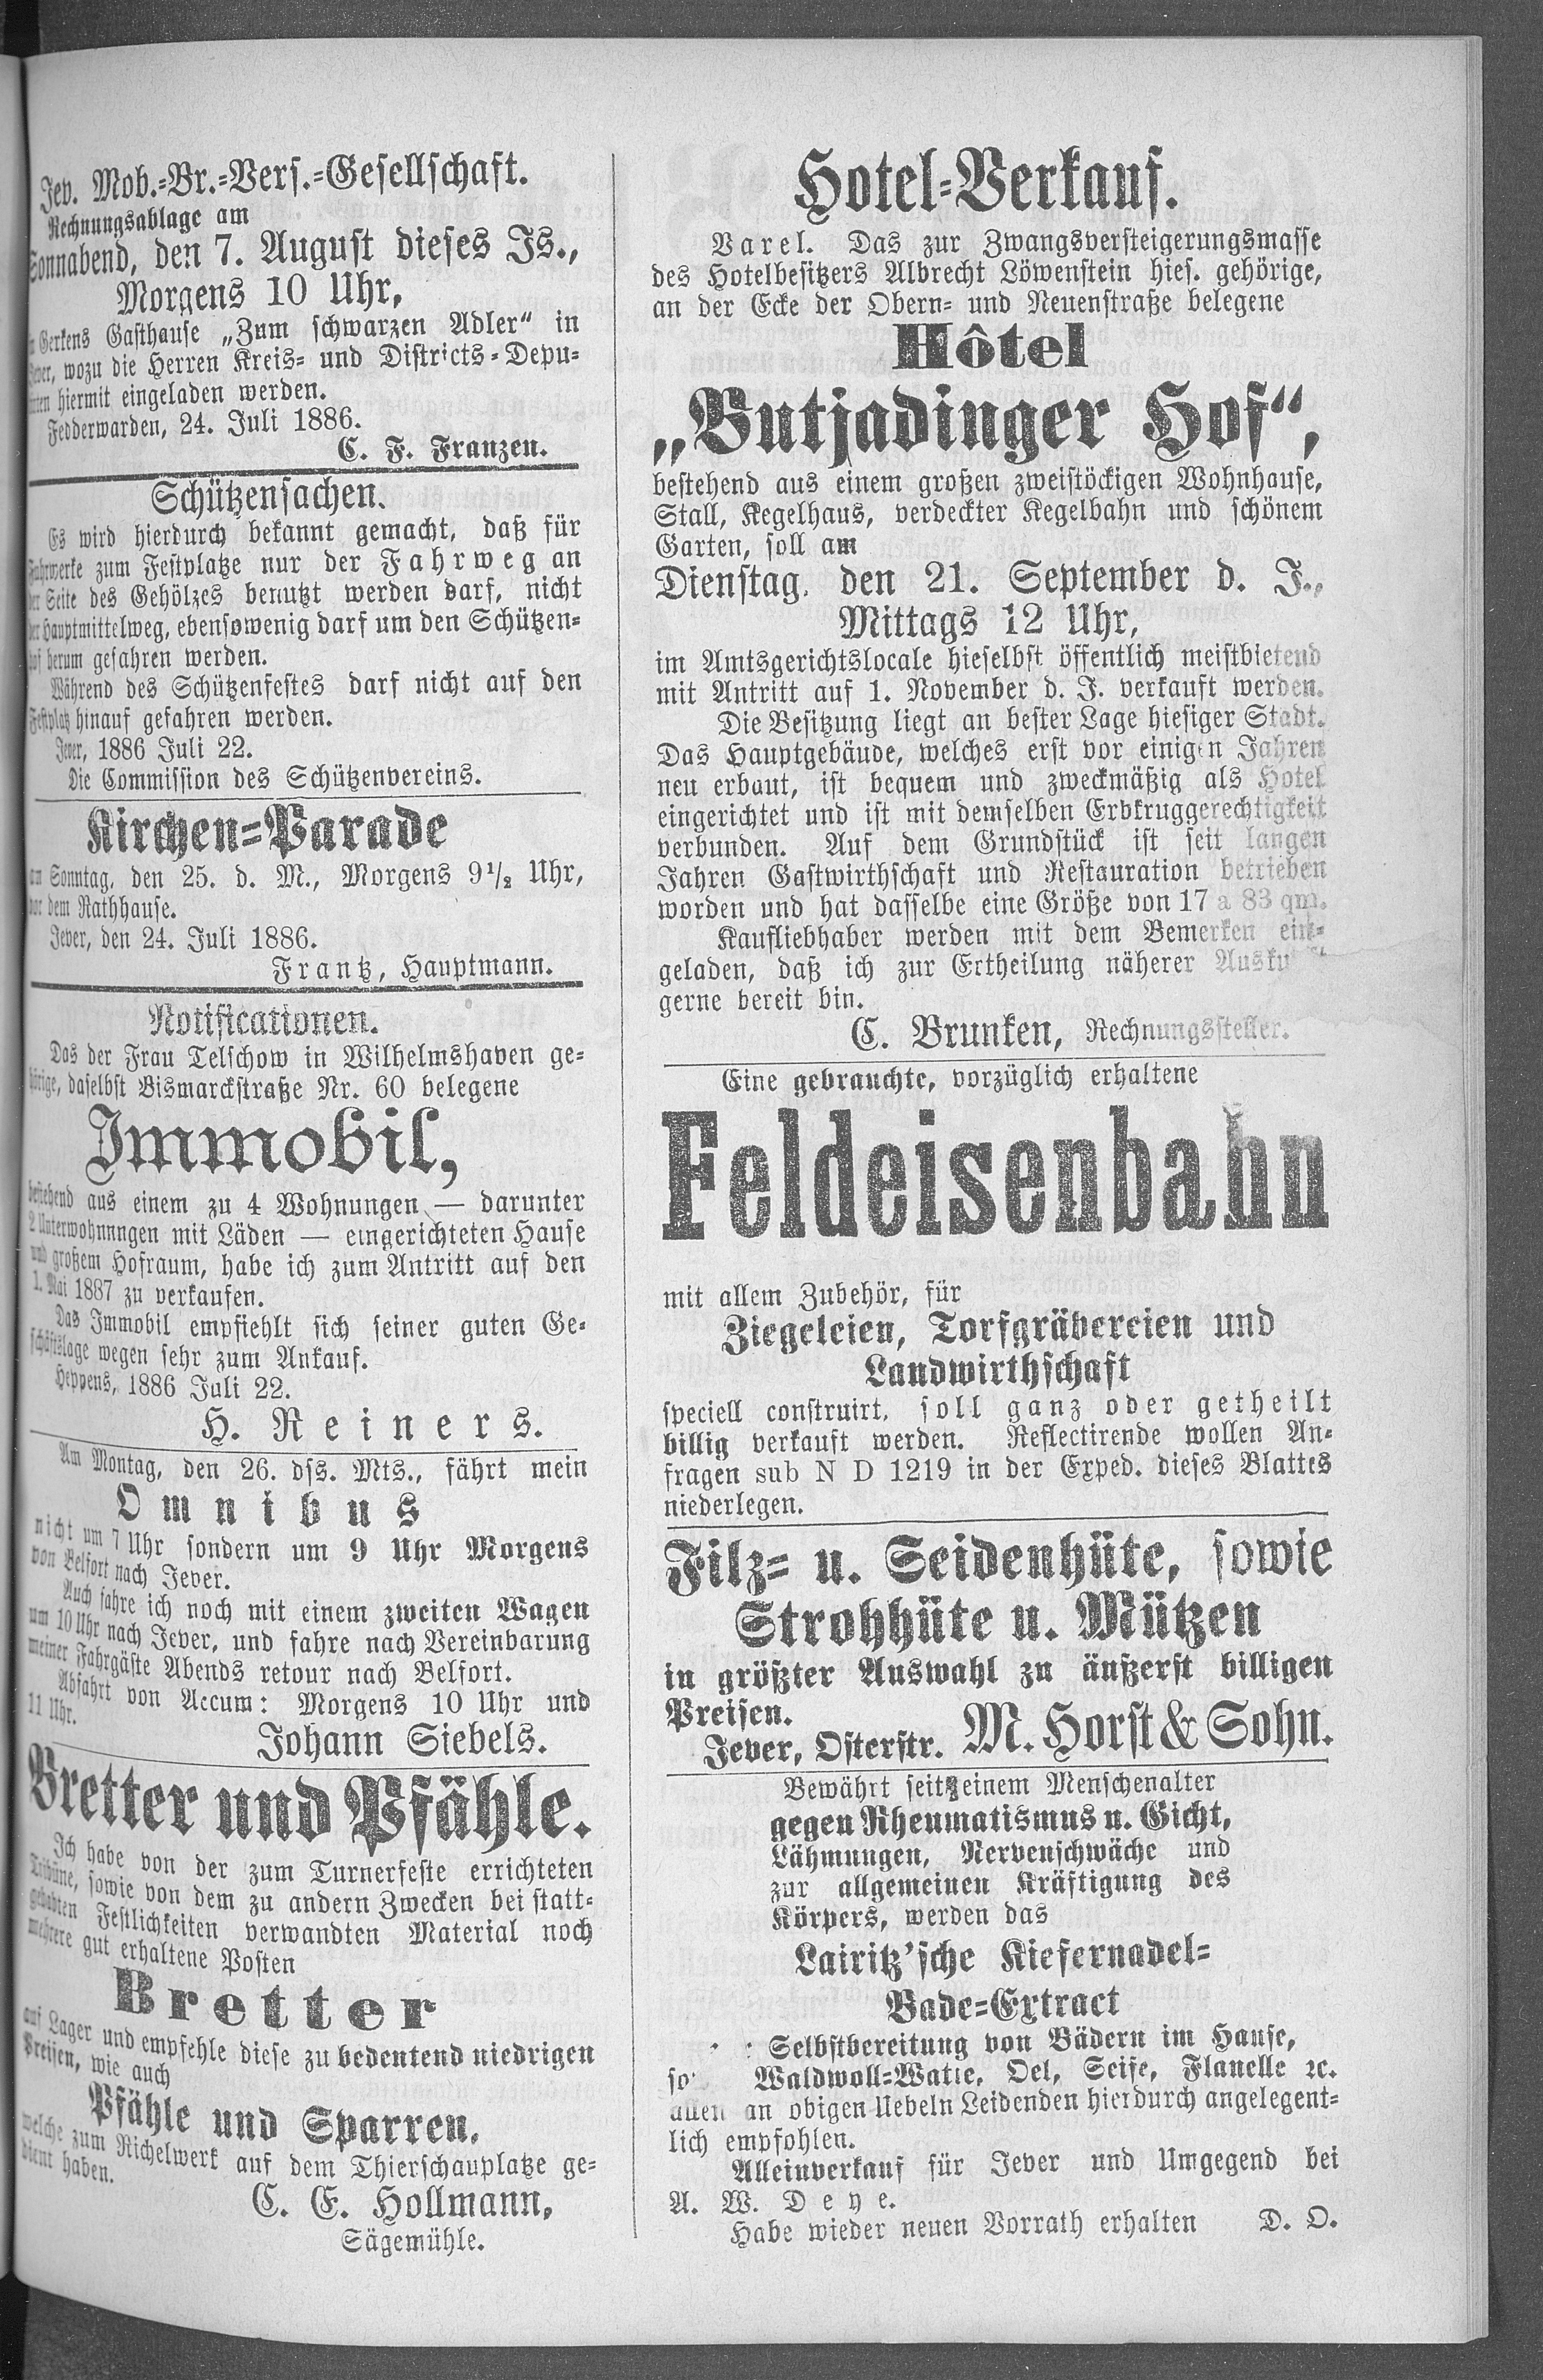 Jev. Mob.-Br.-Vers.-Gesellschaft.
Rechnungsablage am
Sonnabend, den 7. August dieses Js.,
Morgens 10 Uhr,
Gerkens Gasthause „Zum schwarzen Adler“ in
Jever, wozu die Herren Kreis- und Districts-Depu-
hiermit eingeladen werden.
Fedderwarden, 24. Juli 1886.
C. F. Franzen.
Schützensachen.
Es wird hierdurch bekannt gemacht, daß für
Fuhrwerke zum Festplatze nur der Fahrweg an
der Seite des Gehölzes benutzt werden darf, nicht
der Hauptmittelweg, ebensowenig darf um den Schützen-
hof herum gefahren werden.
Während des Schützenfestes darf nicht auf den
Festplatz hinauf gefahren werden.
Jever, 1886 Juli 22.
Die Commission des Schützenvereins.
Kirchen-Parade
am Sonntag, den 25. d. M., Morgens 9½ Uhr,
vor dem Rathhause.
Jever, den 24. Juli 1886.
Frantz, Hauptmann.
Notificationen.
Das der Frau Telschow in Wilhelmshaven ge-
hörige, daselbst Bismarckstraße Nr. 60 belegene
Immobil,
bestehend aus einem zu 4 Wohnungen — darunter
2 Unterwohnnngen mit Läden — eingerichteten Hause
und großem Hofraum, habe ich zum Antritt auf den
1. Mai 1887 zu verkaufen.
Das Immobil empfiehlt sich seiner guten Ge-
schäftslage wegen sehr zum Ankauf.
Heppens, 1886 Juli 22.
H. Reiners.
Am Montag, den 26. dss. Mts., fährt mein
Omnibus
nicht um 7 Uhr sondern um 9 Uhr Morgens
von Belfort nach Jever.
Auch fahre ich noch mit einem zweiten Wagen
um 10 Uhr nach Jever, und fahre nach Vereinbarung
meiner Fahrgäste Abends retour nach Belfort.
Abfahrt von Accum: Morgens 10 Uhr und
11 Uhr.
Johann Siebels.
Bretter und Pfähle.
Ich habe von der zum Turnerfeste errichteten
Tribüne, sowie von dem zu andern Zwecken bei statt-
gehabten Festlichkeiten verwandten Material noch
mehrere gut erhaltene Posten
Bretter
auf Lager und empfehle diese zu bedeutend niedrigen
Preisen, wie auch
Pfähle und Sparren,
welche zum Richelwerk auf dem Thierschauplatze ge-
dient haben.
C. E. Hollmann,
Sägemühle.
Hotel-Verkauf.
Varel. Das zur Zwangsversteigerungsmasse
des Hotelbesitzers Albrecht Löwenstein hies. gehörige,
an der Ecke der Obern- und Neuenstraße belegene
Hôtel
„Butjadinger Hof“,
bestehend aus einem großen zweistöckigen Wohnhause,
Stall, Kegelhaus, verdeckter Kegelbahn und schönem
Garten, soll am
Dienstag, den 21. September d. J.,
Mittags 12 Uhr,
im Amtsgerichtslocale hieselbst öffentlich meistbietend
mit Antritt auf 1. November d. J. verkauft werden.
Die Besitzung liegt an bester Lage hiesiger Stadt.
Das Hauptgebäude, welches erst vor einigen Jahren
neu erbaut, ist bequem und zweckmäßig als Hotel
eingerichtet und ist mit demselben Erbkruggerechtigkeit
verbunden. Auf dem Grundstück ist seit langen
Jahren Gastwirthschaft und Restauration betrieben
worden und hat dasselbe eine Größe von 17 a 83 qm.
Kaufliebhaber werden mit dem Bemerken ein-
geladen, daß ich zur Ertheilung näherer
gerne bereit bin.
C. Brunken, Rechnungssteller.
Eine gebrauchte, vorzüglich erhaltene
Feldeisenbahn
mit allem Zubehör, für
Ziegeleien, Torfgräbereien und
Landwirthschaft
speciell construirt, soll ganz oder getheilt
billig verkauft werden. Reflectirende wollen An-
fragen sub N D 1219 in der Exped. dieses Blattes
niederlegen.
Filz- u. Seidenhüte, sowie
Strohhüte u. Mützen
in größter Auswahl zu äußerst billigen
Preisen.
Jever, Osterstr. M. Horst & Sohn.
Bewährt seit einem Menschenalter
gegen Rheumatismus u. Gicht,
Lähmungen, Nervenschwäche und
zur allgemeinen Kräftigung des
Körpers, werden das
Lairitz'sche Kiefernadel-
Bade-Extract
Selbstbereitung von Bädern im Hause,
Waldwoll-Watte, Oel, Seife, Flanelle ꝛc.
allen an obigen Uebeln Leidenden hierdurch angelegent-
lich empfohlen.
Alleinverkauf für Jever und Umgegend bei
A. W. Deye.
Habe wieder neuen Vorrath erhalten D. O.